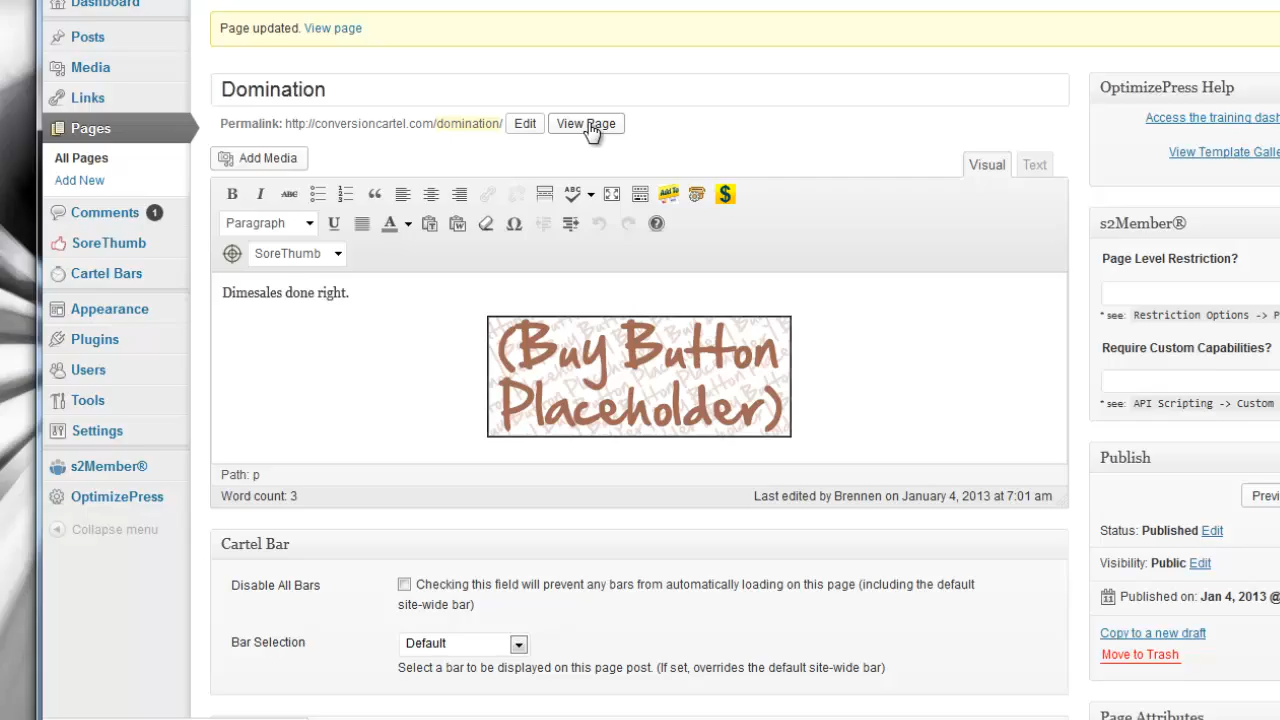 Dashboard
Posts
Media
Links
Pages
All Pages
Add New
Comments 1
SoreThumb
Cartel Bars
Appearance
Plugins
Users
Tools
Settings
s2Member®
OptimizePress
Collapse menu
Page updated. View page
Domination
Permalink: http://conversioncartel.com/domination/ Edit View Page
Add Media
Visual Text
B I ABC ABC Add To $
Paragraph U A Ω ?
SoreThumb
Dimesales done right.
(Buy Button
Placeholder)
Path: p
Word count: 3 Last edited by Brennen on January 4, 2013 at 7:01 am
Cartel Bar
Disable All Bars Checking this field will prevent any bars from automatically loading on this page (including the default
site-wide bar)
Bar Selection Default
Select a bar to be displayed on this page post. (If set, overrides the default site-wide bar)
OptimizePress Help
Access the training dash
View Template Galle
s2Member®
Page Level Restriction?
* see: Restriction Options -> P
Require Custom Capabilities?
* see: API Scripting -> Custom
Publish
Previ
Status: Published Edit
Visibility: Public Edit
11 Published on: Jan 4, 2013 @
Copy to a new draft
Move to Trash
Page Attributes